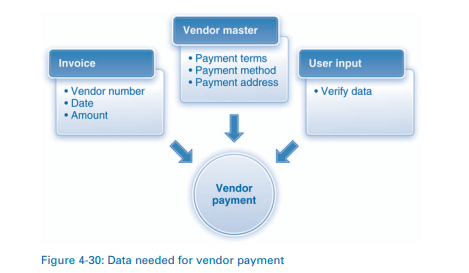 Invoice
• Vendor number
• Date
• Amount
Vendor master
• Payment terms
• Payment method
• Payment address
User input
• Verify data
Vendor
payment
Figure 4-30: Data needed for vendor payment